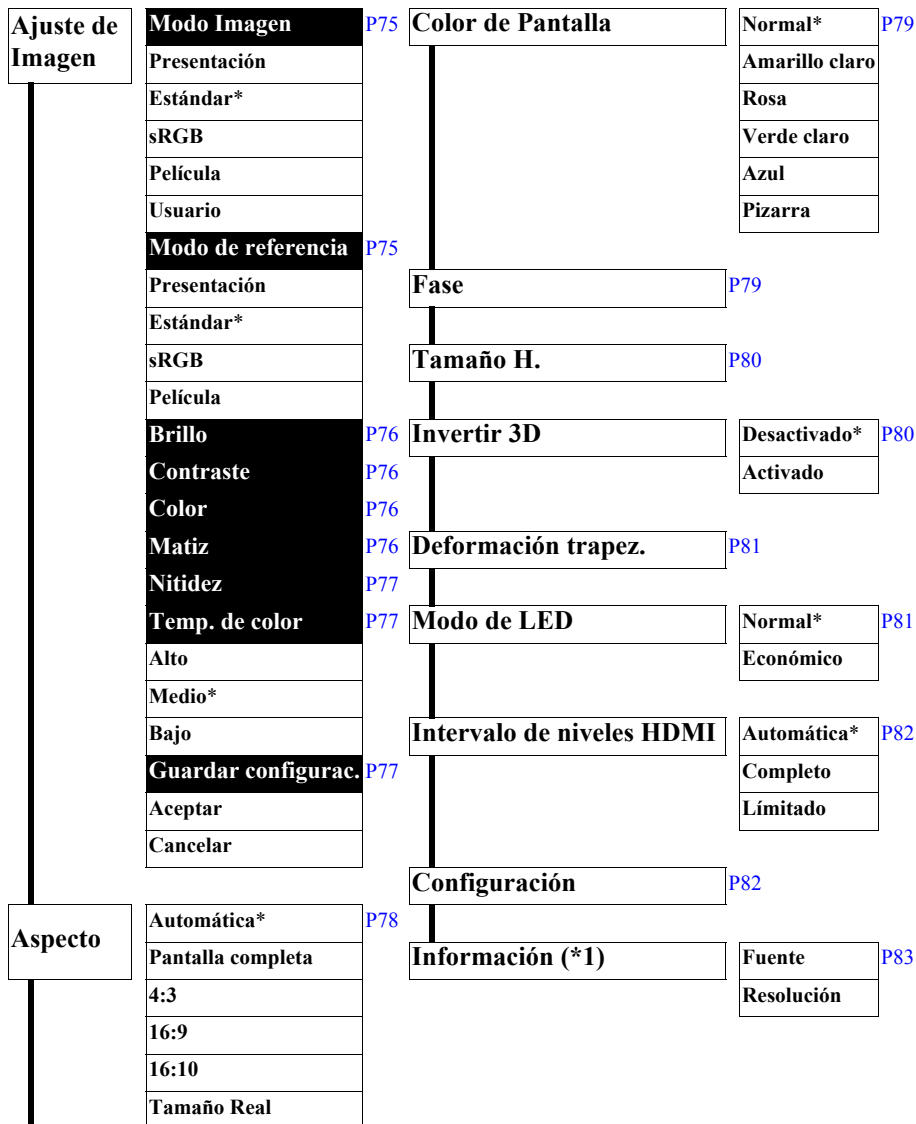 Ajuste de
Imagen
Modo Imagen P75
Presentación
Estándar*
sRGB
Película
Usuario
Modo de referencia P75
Presentación
Estándar*
sRGB
Película
Brillo P76
Contraste P76
Color P76
Matiz P76
Nitidez P77
Temp. de color P77
Alto
Medio*
Bajo
Guardar configurac. P77
Aceptar
Cancelar
Aspecto
Automática* P78
Pantalla completa
4:3
16:9
16:10
Tamaño Real
Color de Pantalla
Normal* P79
Amarillo claro
Rosa
Verde claro
Azul
Pizarra
Fase P79
Tamaño H. P80
Invertir 3D
Desactivado* P80
Activado
Deformación trapez. P81
Modo de LED
Normal* P81
Económico
Intervalo de niveles HDMI
Automática* P82
Completo
Límitado
Configuración P82
Información (*1)
Fuente P83
Resolución